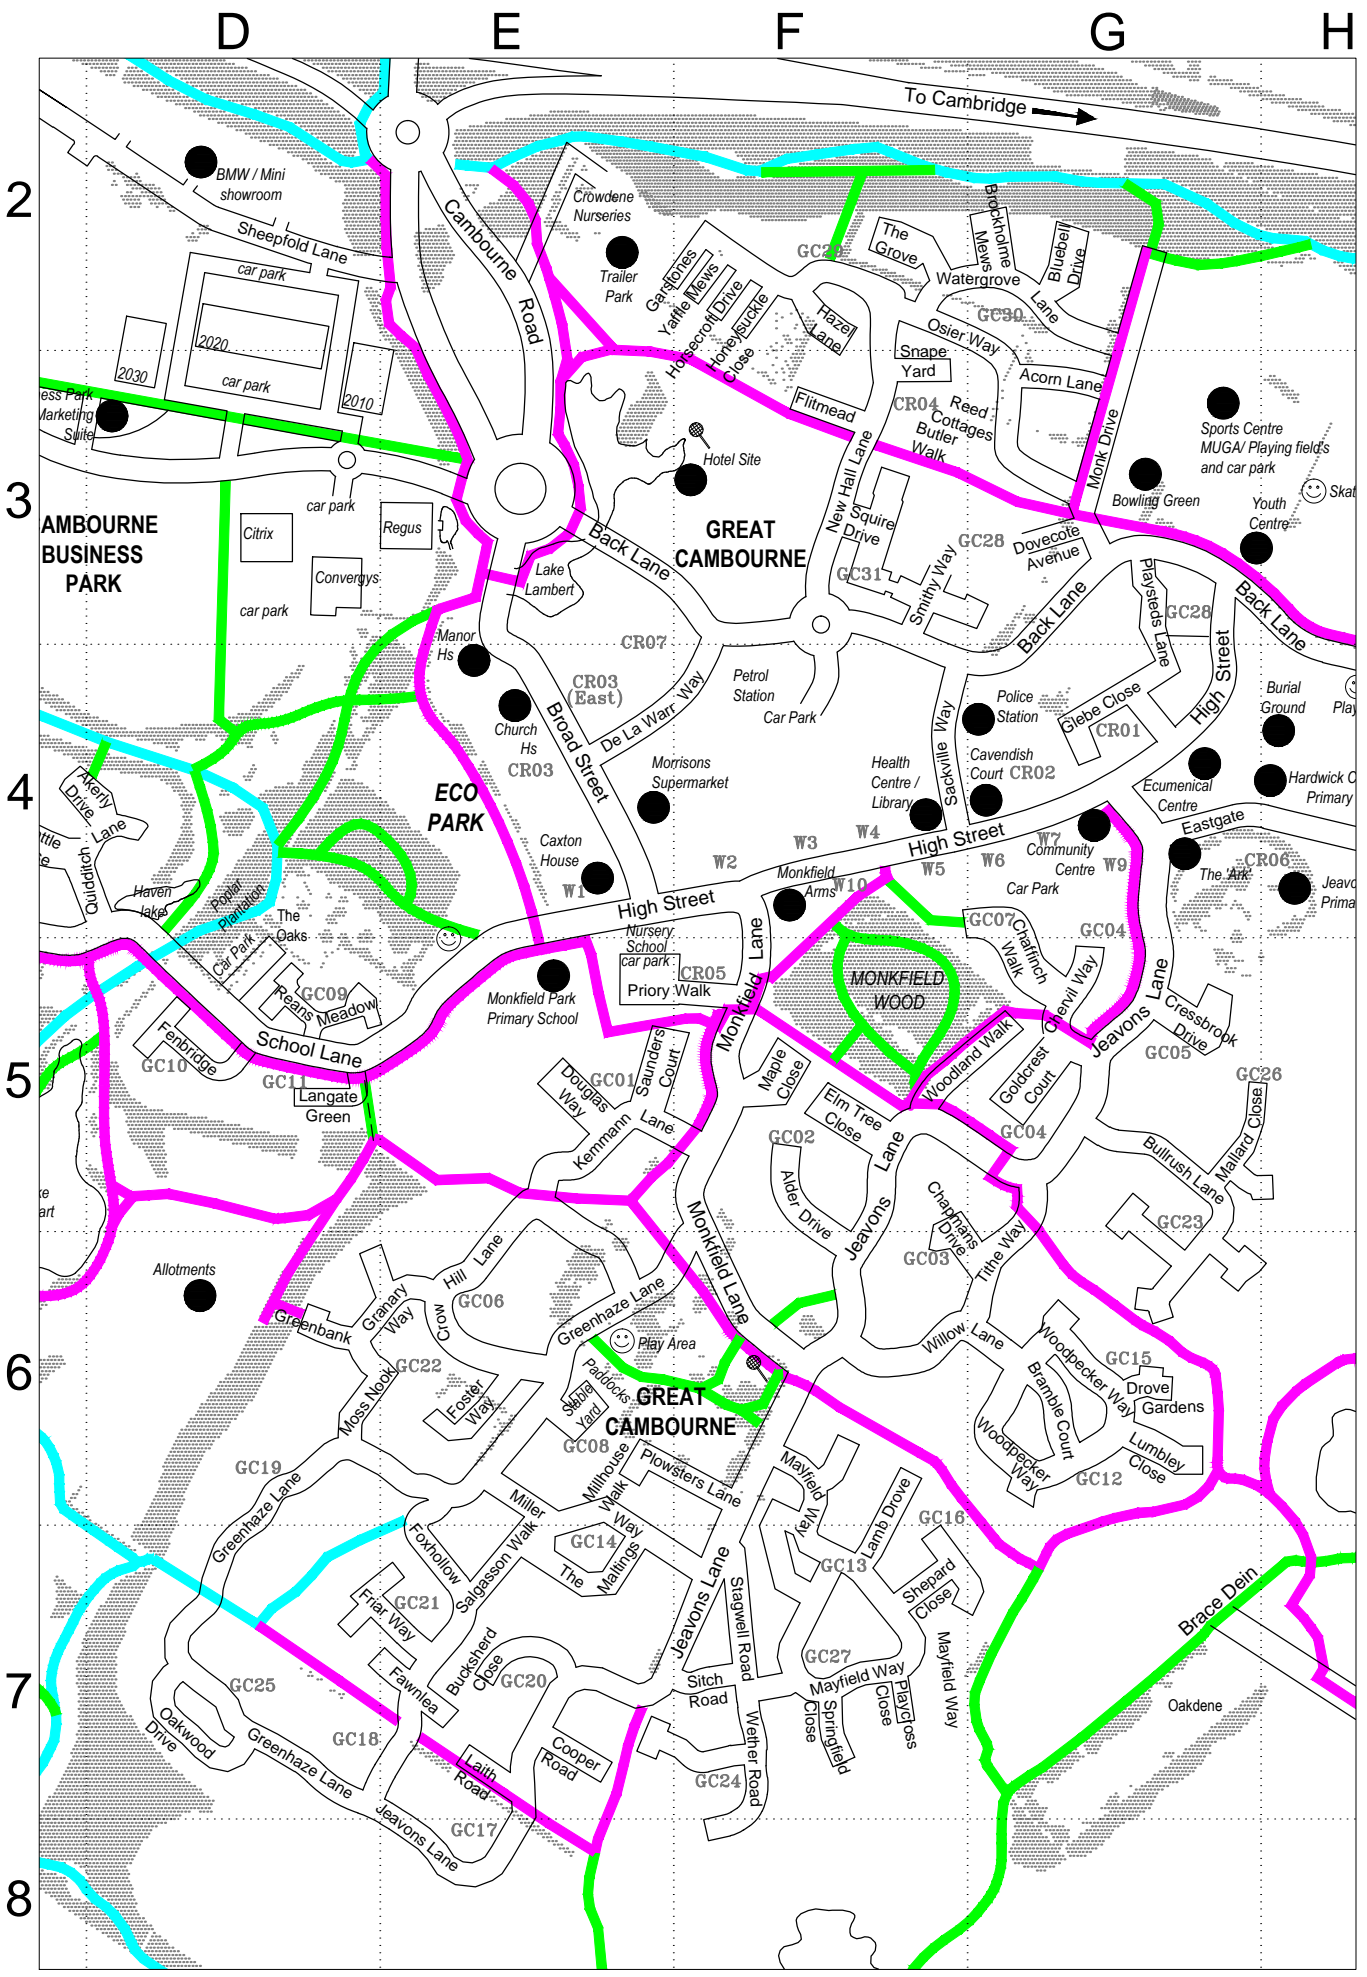 D E F G H
To Cambridge
2
BMW / Mini
showroom
Sheepfold Lane
Cambourne
Road
Crowdene
Nurseries
Trailer
Park
GC29
The
Grove
Brockholme
Mews
Bluebell
Drive
Watergrove
Lane
GC30
Garstones
Yaffle Mews
Horsecroft Drive
Honeysuckle
Close
Hazel
Lane
Osier Way
Snape
Yard
Acorn Lane
car park
2020
2030
car park
2010
ess Park
Marketing
Suite
Flitmead
CR04
Reed
Cottages
Butler
Walk
Monk Drive
Sports Centre
MUGA/ Playing field's
and car park
Bowling Green
Skat
Youth
Centre
Hotel Site
3
car park
AMBOURNE
BUSINESS
PARK
Citrix
Regus
Convergys
car park
Back Lane
GREAT
CAMBOURNE
New Hall Lane
Squire
Drive
GC31
GC28
Smithy Way
Dovecote
Avenue
Back Lane
Playsteds Lane
GC28
Back Lane
High Street
Lake
Lambert
Manor
Hs
CR07
CR03
(East)
Church
Hs
CR03
Broad Street
De La Warr Way
Petrol
Station
Car Park
Police
Station
Glebe Close
CR01
Burial
Ground
Play
4
Akerly
Drive
Lane
ttle
e
Quidditch
ECO
PARK
Morrisons
Supermarket
Health
Centre /
Library
Sackville Way
Cavendish
Court
CR02
Ecumenical
Centre
Hardwick C
Primary
Eastgate
High Street
Caxton
House
W1
W2
W3
W4
W5
W6
W7
W9
W10
Community
Centre
Car Park
The 'Ark'
CR06
Jeavo
Prima
Haven
lake
Poplar
Plantation
The
Oaks
Car Park
High Street
Monkfield
Arms
Nursery
School
car park
CR05
Priory Walk
Monkfield Lane
GC07
Chaffinch
Walk
GC04
MONKFIELD
WOOD
Monkfield Park
Primary School
Chervil Way
Jeavons Lane
Cressbrook
Drive
GC05
GC09
Rearis
Meadow
School Lane
Fenbridge
GC10
GC11
Langate
Green
5
Douglas
Way
GC01
Saunders
Court
Kemmann
Lane
Maple
Close
Elm Tree
Close
GC02
Woodland Walk
Goldcrest
Court
GC04
GC26
Mallard Close
Bullrush Lane
GC23
Alder Drive
Jeavons
Lane
Chapmans
Drive
GC03
Tithe Way
ke
art
Allotments
Greenbank
Granary
Way
Crow
Hill
Lane
GC06
Greenhaze Lane
Monkfield Lane
Willow
Lane
6
Play Area
Paddocks
Stable
Yard
GREAT
CAMBOURNE
GC22
Foster
Way
Moss Nook
GC08
Millhouse
Walk
Plowsters Lane
Woodpecker Way
GC15
Bramble Court
Drove
Gardens
Woodpecker
Way
GC12
Lumbley
Close
GC19
Greenhaze Lane
Miller
Way
Mayfield
Way
Lamb Drove
GC16
GC13
Shepard
Close
Foxhollow
Salgasson Walk
GC14
The
Maltings
Jeavons Lane
Stagwell Road
GC21
Friar Way
Brace Dein
Mayfield Way
7
GC25
Fawnlea
Bucksherd
Close
GC20
Sitch
Road
GC27
Mayfield Way
Playcross
Close
Springfield
Close
Oakdene
Oakwood
Drive
Greenhaze Lane
GC18
Laith
Road
Cooper
Road
GC24
Wether Road
Jeavons Lane
GC17
8